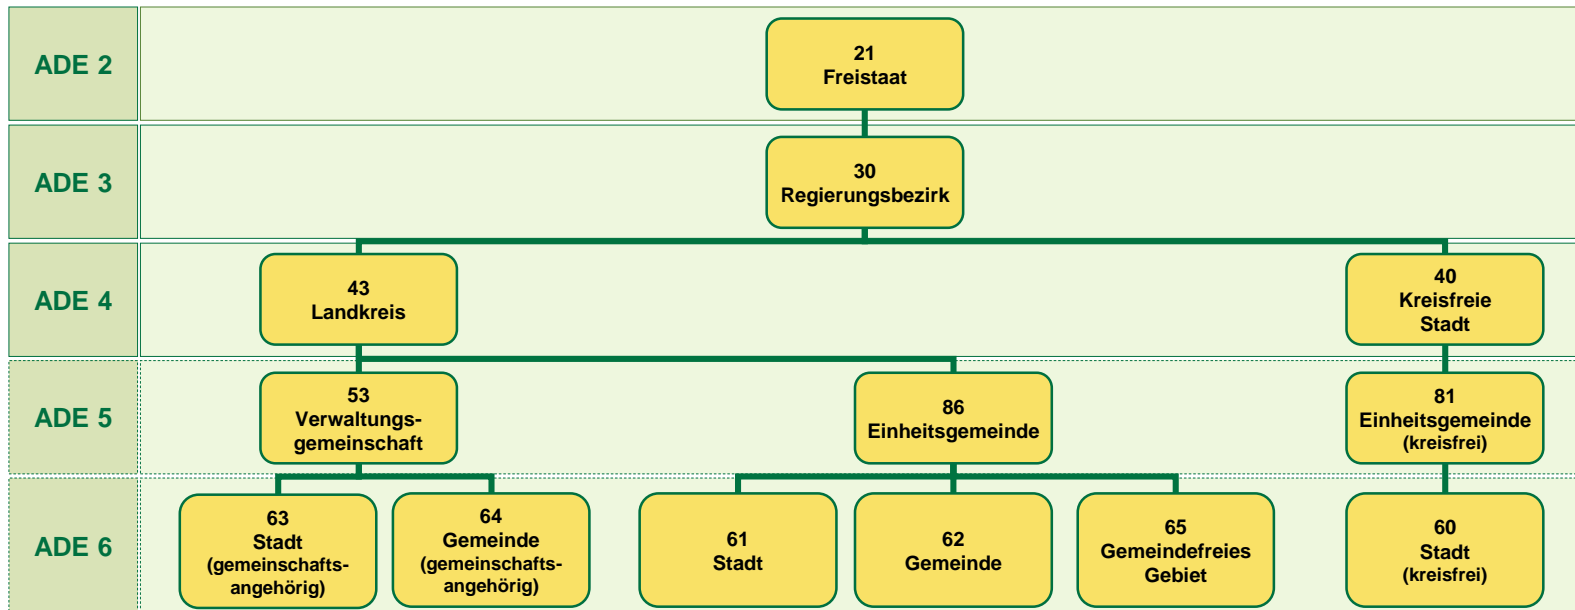 ADE 2
21
Freistaat
ADE 3
30
Regierungsbezirk
ADE 4
43
Landkreis
40
Kreisfreie
Stadt
ADE 5
53
Verwaltungs-
gemeinschaft
86
Einheitsgemeinde
81
Einheitsgemeinde
(kreisfrei)
ADE 6
63
Stadt
(gemeinschafts-
angehörig)
64
Gemeinde
(gemeinschafts-
angehörig)
61
Stadt
62
Gemeinde
65
Gemeindefreies
Gebiet
60
Stadt
(kreisfrei)